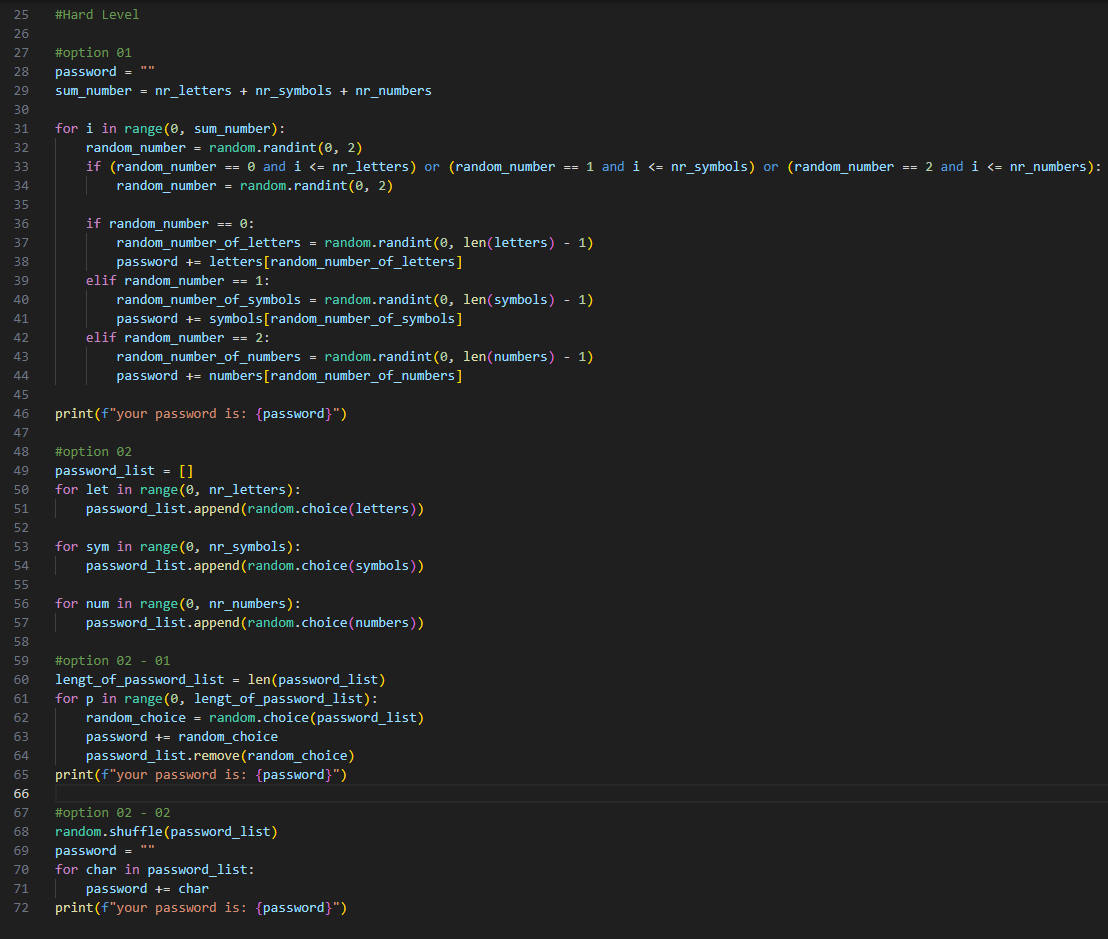 25 #Hard Level
26
27 #option 01
28 password = ""
29 sum_number = nr_letters + nr_symbols + nr_numbers
30
31 for i in range(0, sum_number):
32     random_number = random.randint(0, 2)
33     if (random_number == 0 and i <= nr_letters) or (random_number == 1 and i <= nr_symbols) or (random_number == 2 and i <= nr_numbers):
34         random_number = random.randint(0, 2)
35
36     if random_number == 0:
37         random_number_of_letters = random.randint(0, len(letters) - 1)
38         password += letters[random_number_of_letters]
39     elif random_number == 1:
40         random_number_of_symbols = random.randint(0, len(symbols) - 1)
41         password += symbols[random_number_of_symbols]
42     elif random_number == 2:
43         random_number_of_numbers = random.randint(0, len(numbers) - 1)
44         password += numbers[random_number_of_numbers]
45
46 print(f"your password is: {password}")
47
48 #option 02
49 password_list = []
50 for let in range(0, nr_letters):
51     password_list.append(random.choice(letters))
52
53 for sym in range(0, nr_symbols):
54     password_list.append(random.choice(symbols))
55
56 for num in range(0, nr_numbers):
57     password_list.append(random.choice(numbers))
58
59 #option 02 - 01
60 lengt_of_password_list = len(password_list)
61 for p in range(0, lengt_of_password_list):
62     random_choice = random.choice(password_list)
63     password += random_choice
64     password_list.remove(random_choice)
65 print(f"your password is: {password}")
66
67 #option 02 - 02
68 random.shuffle(password_list)
69 password = ""
70 for char in password_list:
71     password += char
72 print(f"your password is: {password}")